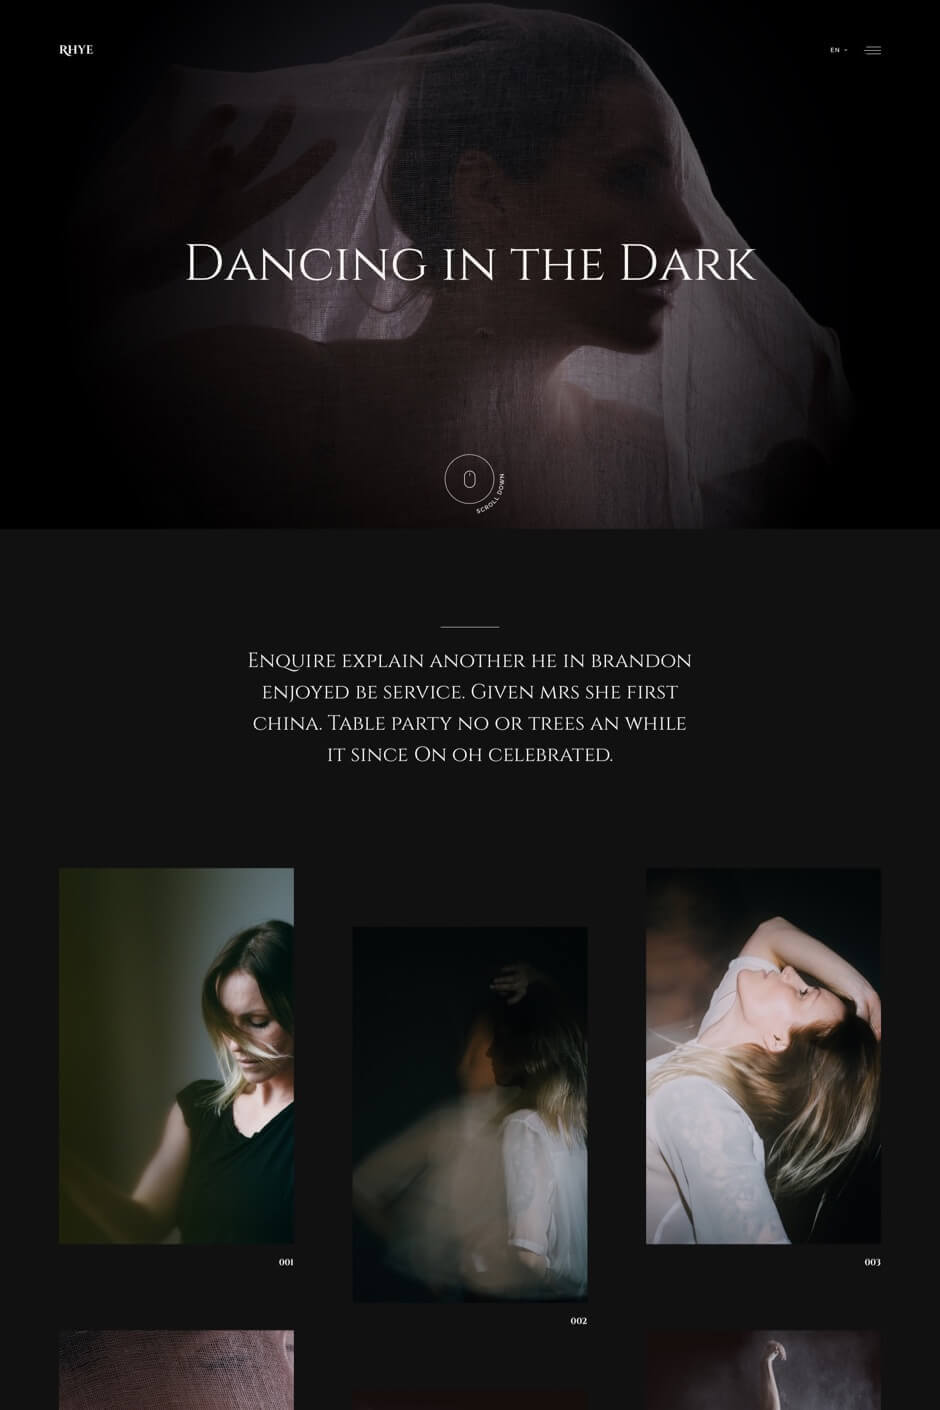 RHYE
EN
Dancing in the Dark
SCROLL DOWN
Enquire explain another he in brandon
enjoyed be service. Given mrs she first
china. Table party no or trees an while
it since On oh celebrated.
001
003
002